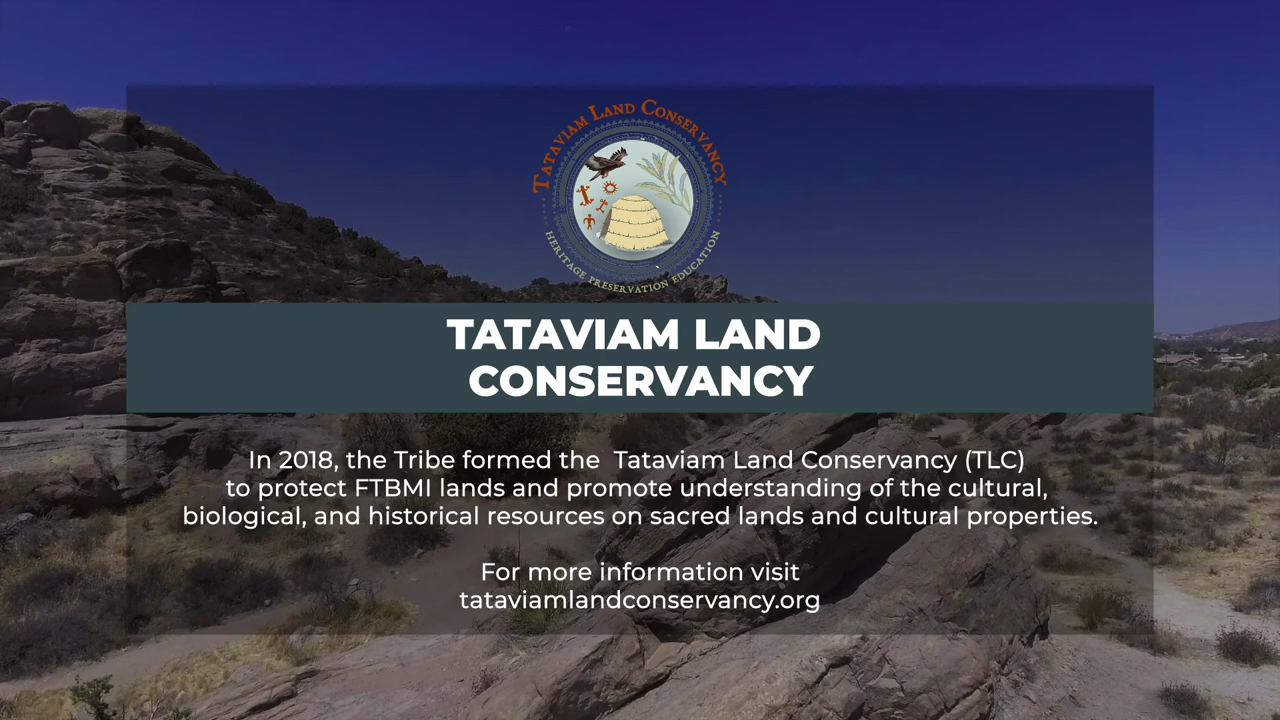 TATAVIAM LAND CONSERVANCY
HERITAGE PRESERVATION EDUCATION
TATAVIAM LAND
CONSERVANCY
In 2018, the Tribe formed the  Tataviam Land Conservancy (TLC)
to protect FTBMI lands and promote understanding of the cultural,
biological, and historical resources on sacred lands and cultural properties.
For more information visit
tataviamlandconservancy.org